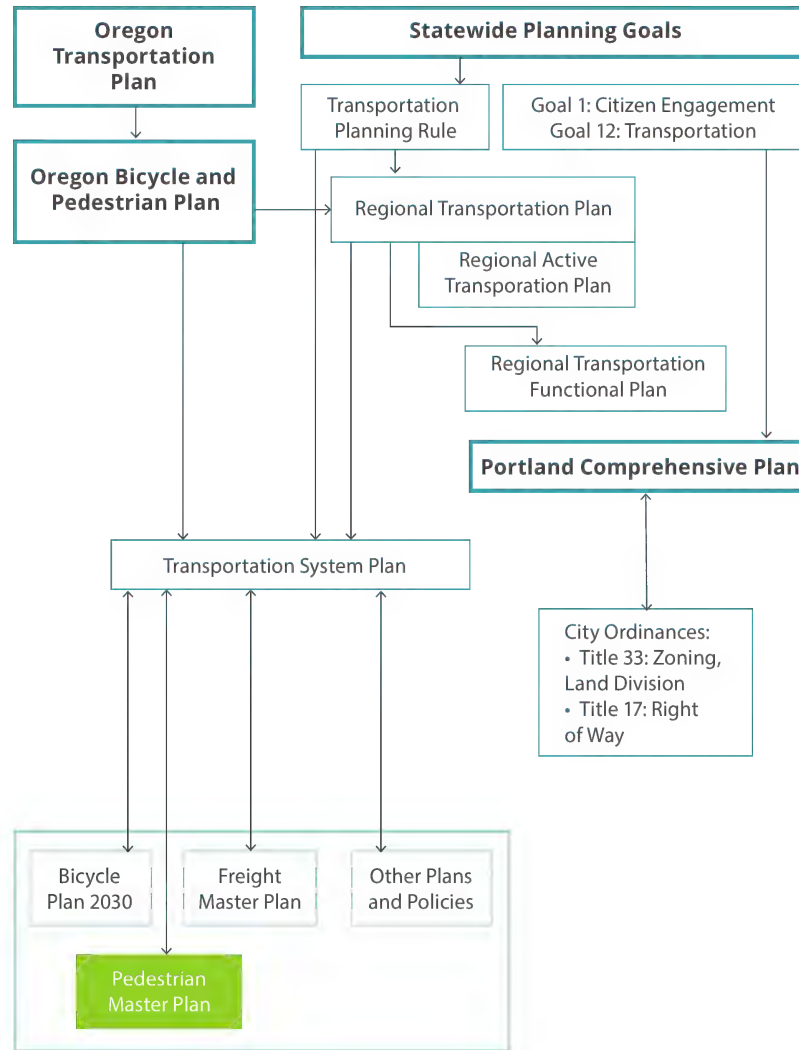 Oregon
Transportation
Plan
Statewide Planning Goals
Transportation
Planning Rule
Goal 1: Citizen Engagement
Goal 12: Transportation
Oregon Bicycle and
Pedestrian Plan
Regional Transportation Plan
Regional Active
Transporation Plan
Regional Transportation
Functional Plan
Portland Comprehensive Plan
Transportation System Plan
City Ordinances:
• Title 33: Zoning,
Land Division
• Title 17: Right
of Way
Bicycle
Plan 2030
Freight
Master Plan
Other Plans
and Policies
Pedestrian
Master Plan